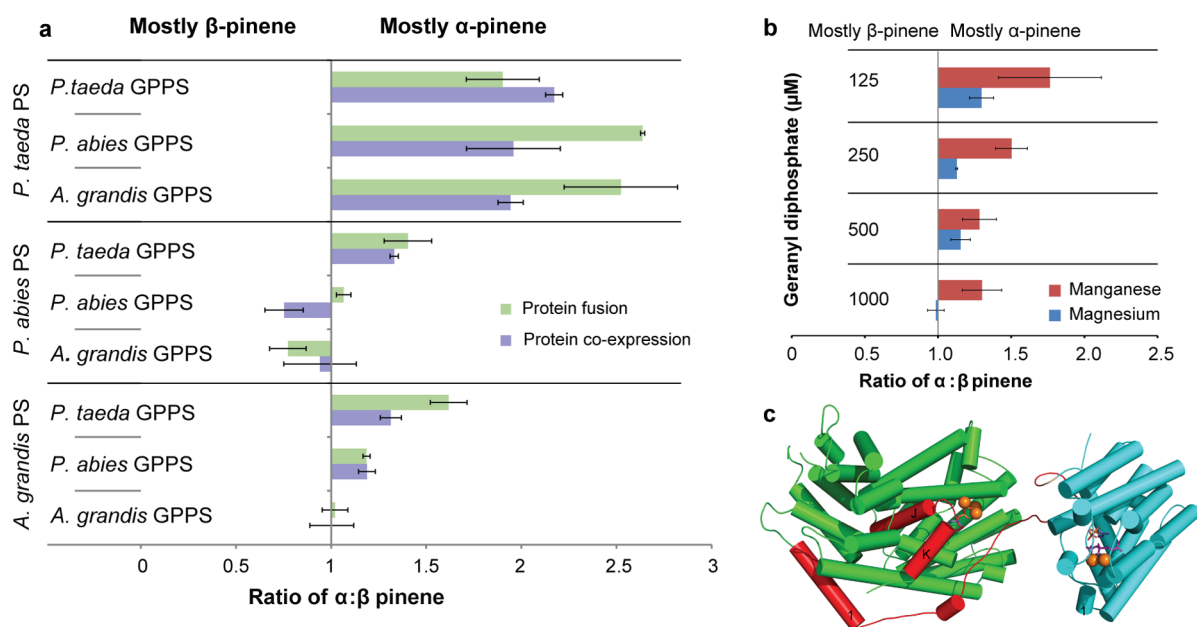 a
Mostly β-pinene Mostly α-pinene
P. taeda PS
P.taeda GPPS
P. abies GPPS
A. grandis GPPS
P. abies PS
P. taeda GPPS
P. abies GPPS
A. grandis GPPS
A. grandis PS
P. taeda GPPS
P. abies GPPS
A. grandis GPPS
Protein fusion
Protein co-expression
0 0.5 1 1.5 2 2.5 3
Ratio of α:β pinene
b
Mostly β-pinene Mostly α-pinene
Geranyl diphosphate (µM)
125
250
500
1000
Manganese
Magnesium
0 0.5 1.0 1.5 2.0 2.5
Ratio of α:β pinene
c
J
K
1
1